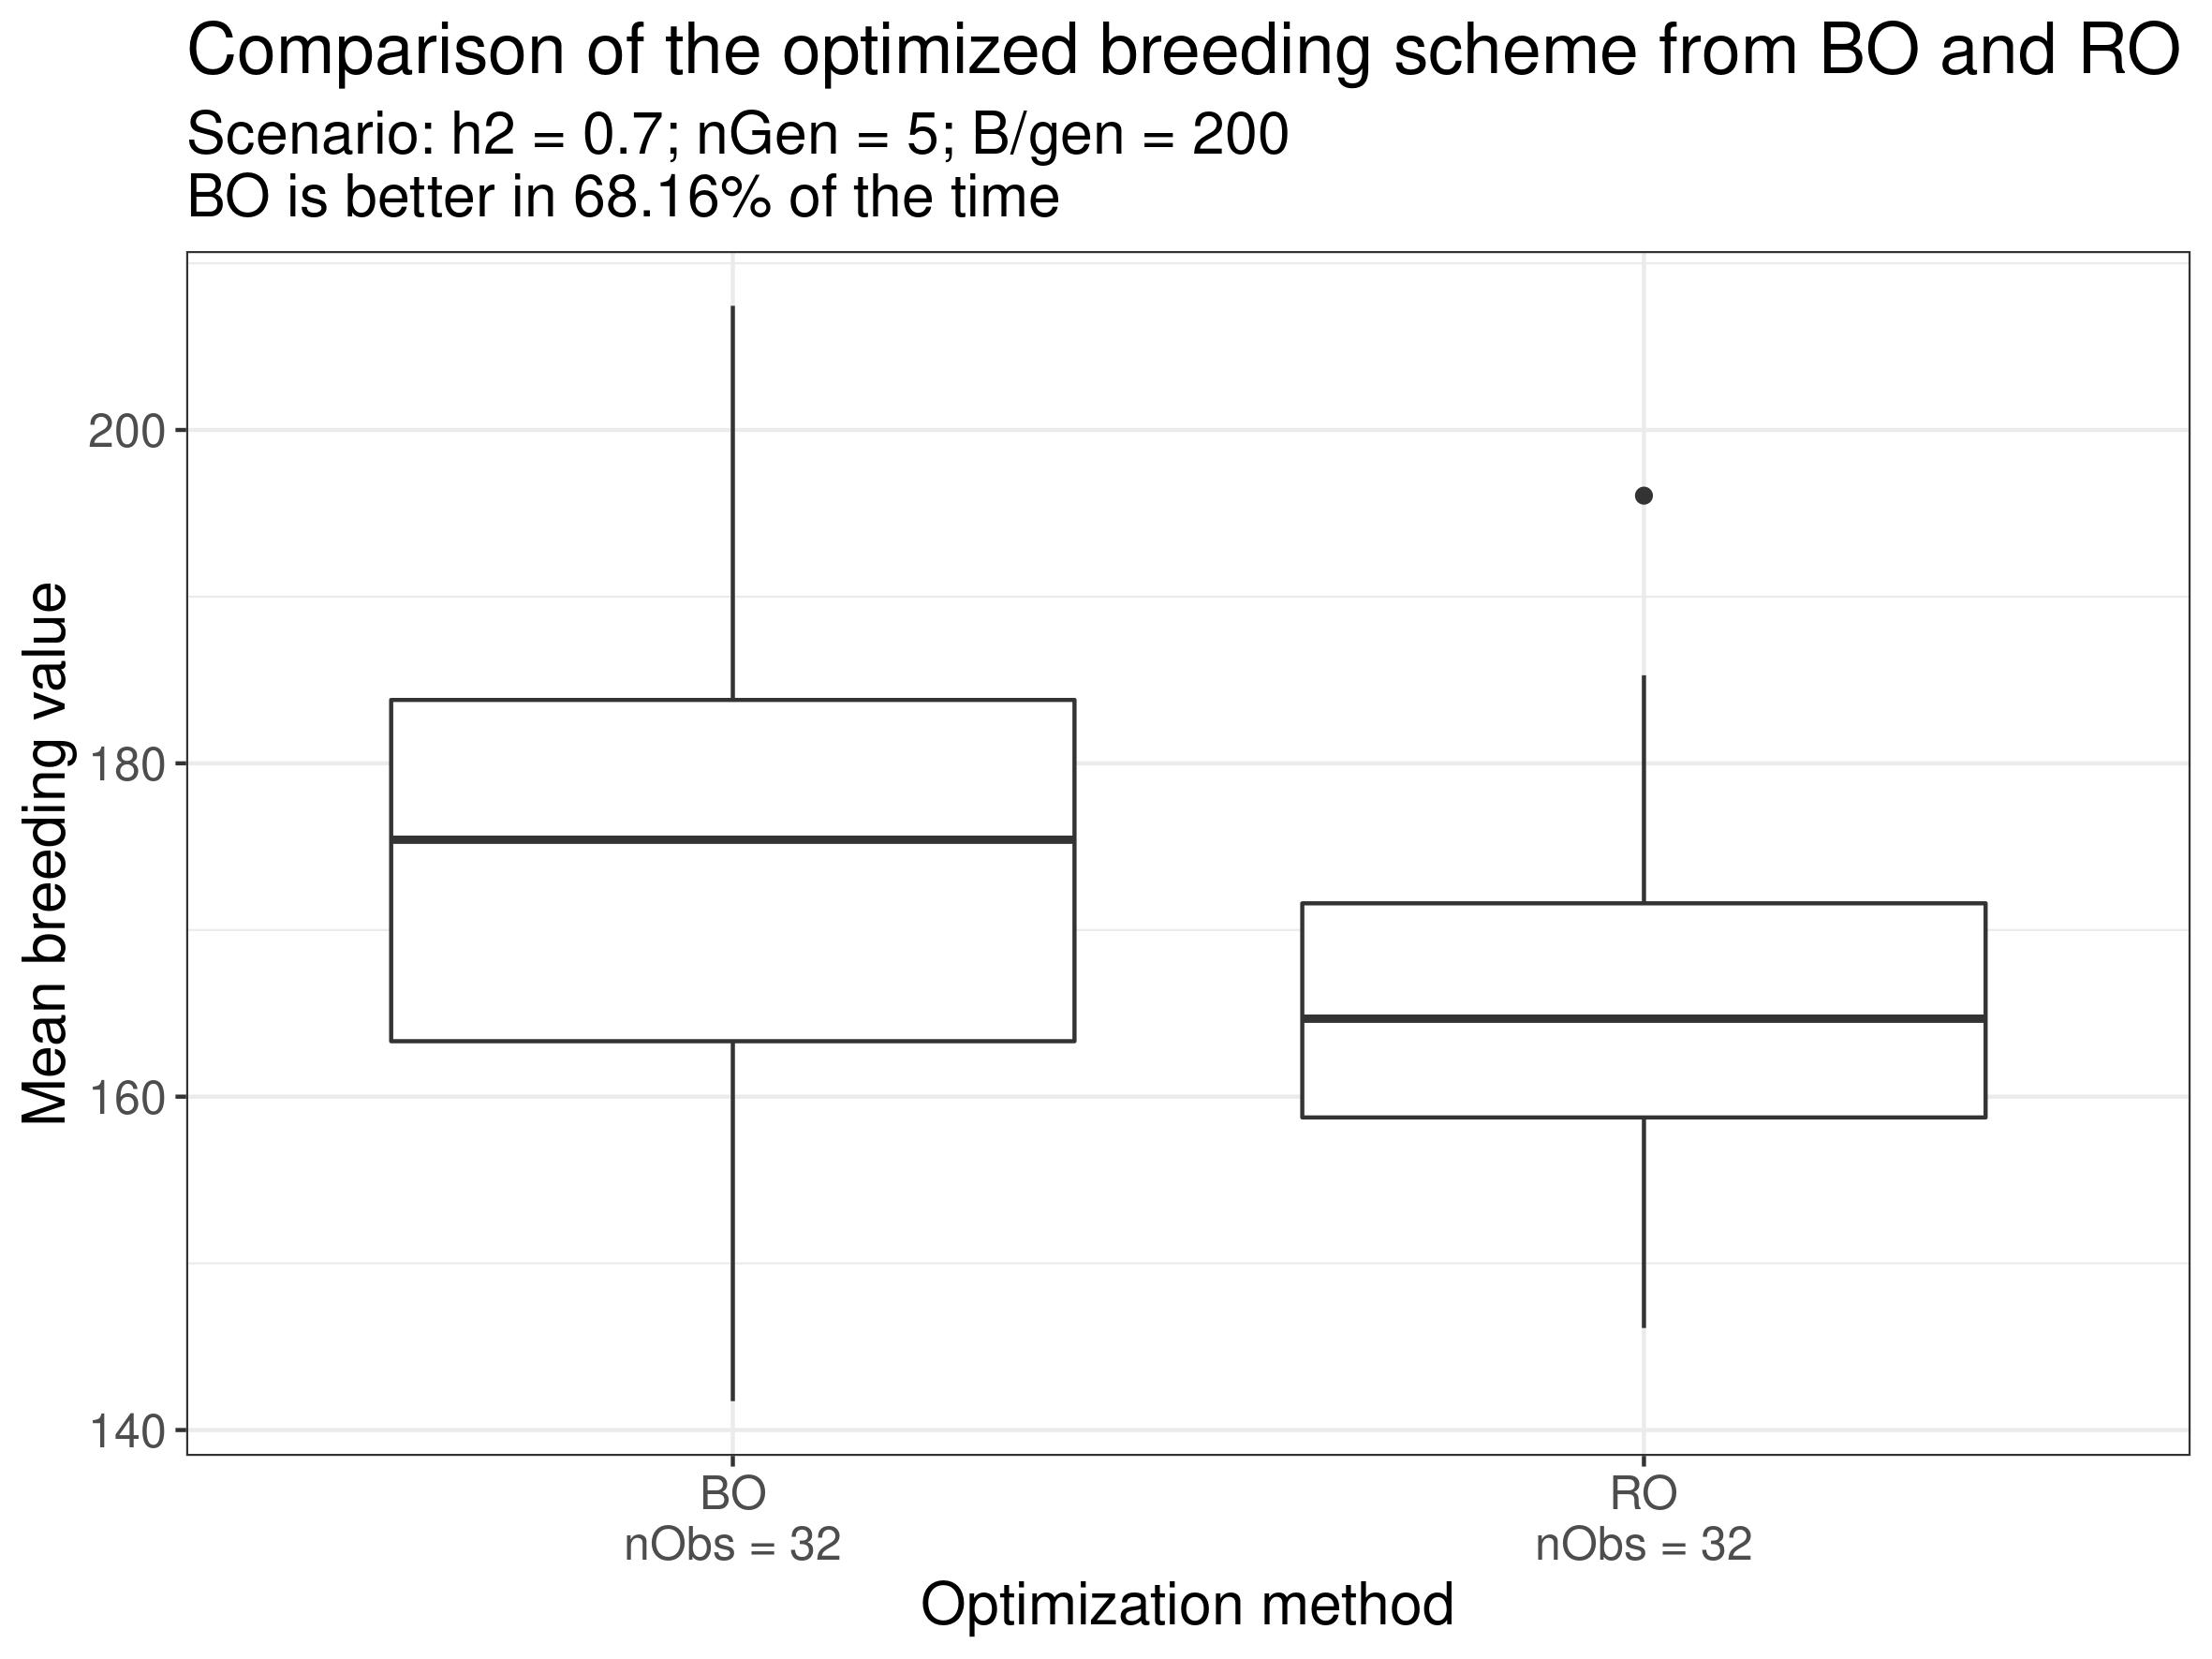 Comparison of the optimized breeding scheme from BO and RO
Scenario: h2 = 0.7; nGen = 5; B/gen = 200
BO is better in 68.16% of the time
Mean breeding value
200
180
160
140
BO
nObs = 32
RO
nObs = 32
Optimization method